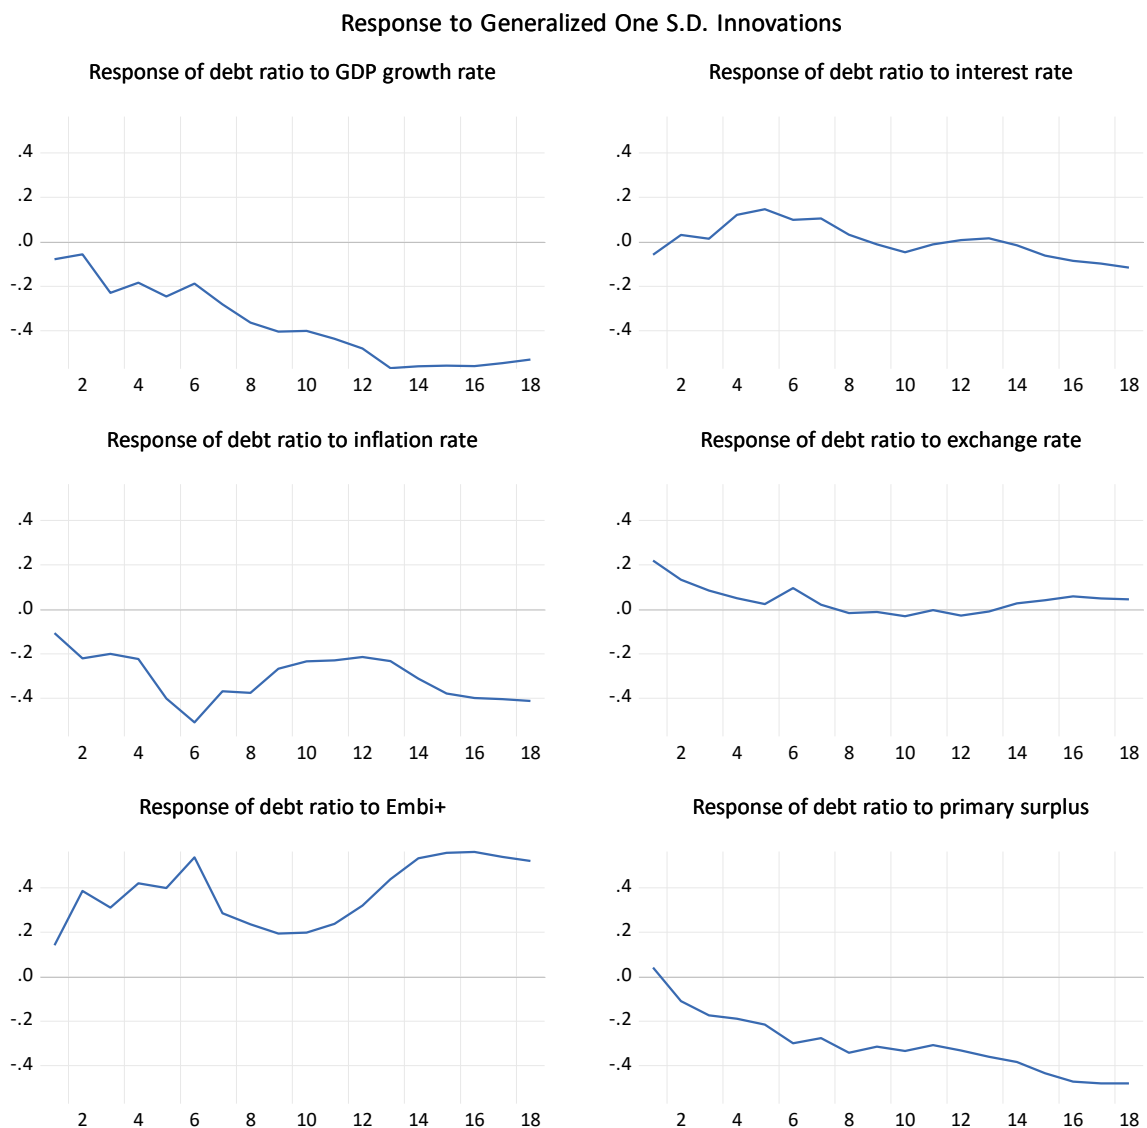 Response to Generalized One S.D. Innovations
Response of debt ratio to GDP growth rate
.4
.2
.0
-.2
-.4
2 4 6 8 10 12 14 16 18
Response of debt ratio to interest rate
.4
.2
.0
-.2
-.4
2 4 6 8 10 12 14 16 18
Response of debt ratio to inflation rate
.4
.2
.0
-.2
-.4
2 4 6 8 10 12 14 16 18
Response of debt ratio to exchange rate
.4
.2
.0
-.2
-.4
2 4 6 8 10 12 14 16 18
Response of debt ratio to Embi+
.4
.2
.0
-.2
-.4
2 4 6 8 10 12 14 16 18
Response of debt ratio to primary surplus
.4
.2
.0
-.2
-.4
2 4 6 8 10 12 14 16 18